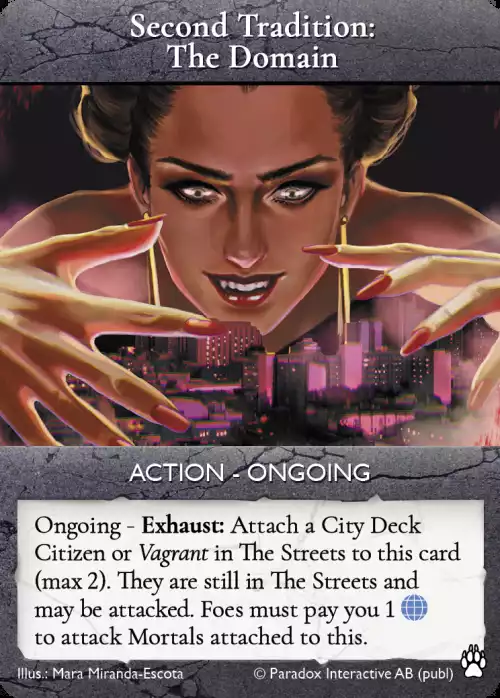 Second Tradition:
The Domain
ACTION - ONGOING
Ongoing - Exhaust: Attach a City Deck
Citizen or Vagrant in The Streets to this card
(max 2). They are still in The Streets and
may be attacked. Foes must pay you 1
to attack Mortals attached to this.
Illus.: Mara Miranda-Escota © Paradox Interactive AB (publ)